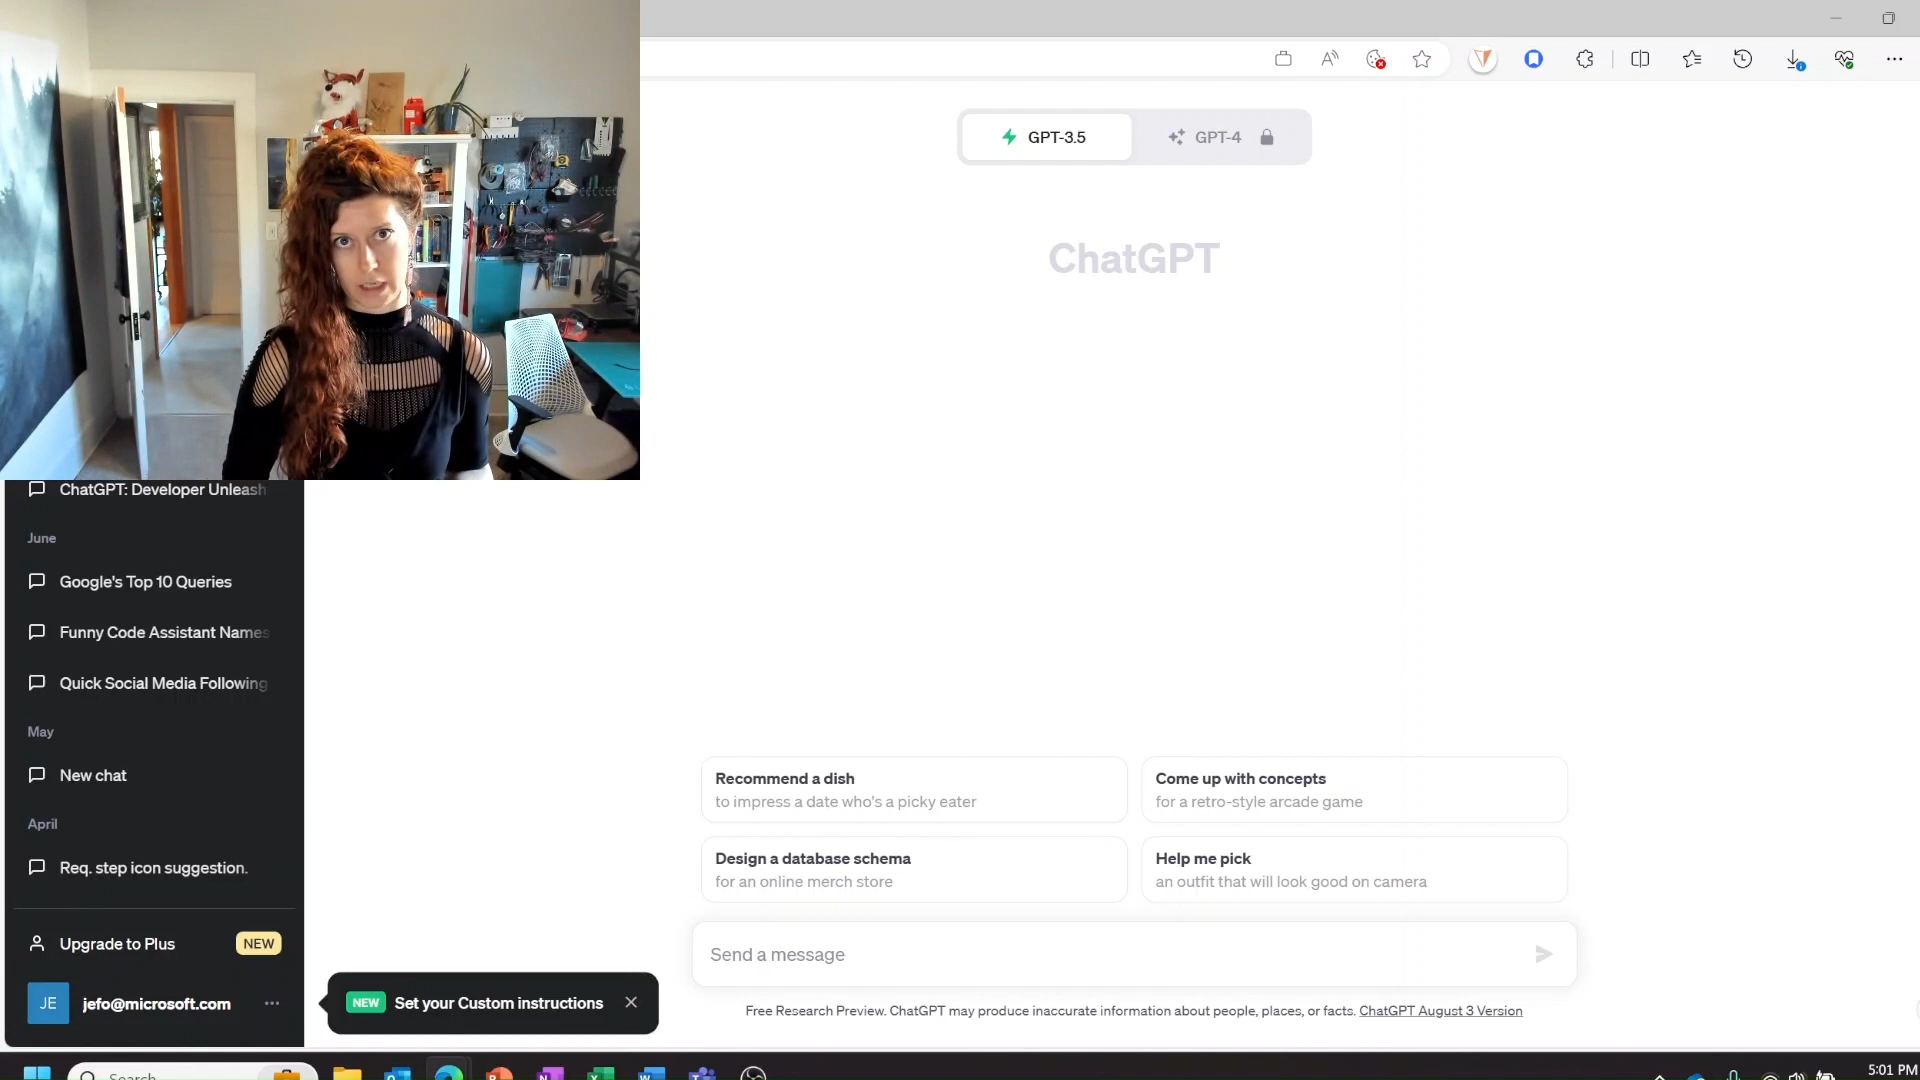 GPT-3.5
GPT-4
ChatGPT
ChatGPT: Developer Unleash
June
Google's Top 10 Queries
Funny Code Assistant Names
Quick Social Media Following
May
New chat
April
Req. step icon suggestion.
Upgrade to Plus NEW
JE jefo@microsoft.com
NEW Set your Custom instructions
Recommend a dish
to impress a date who's a picky eater
Come up with concepts
for a retro-style arcade game
Design a database schema
for an online merch store
Help me pick
an outfit that will look good on camera
Send a message
Free Research Preview. ChatGPT may produce inaccurate information about people, places, or facts. ChatGPT August 3 Version
Search
5:01 PM